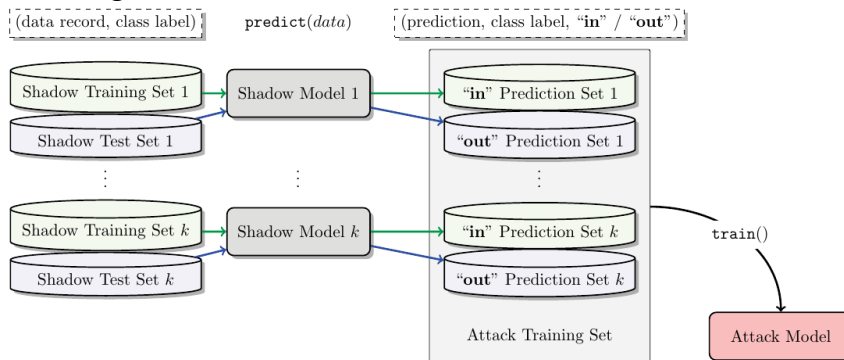 (data record, class label)
predict(data)
(prediction, class label, “in” / “out”)
Shadow Training Set 1
Shadow Model 1
“in” Prediction Set 1
Shadow Test Set 1
“out” Prediction Set 1
⋮ ⋮ ⋮
Shadow Training Set k
Shadow Model k
“in” Prediction Set k
train()
Shadow Test Set k
“out” Prediction Set k
Attack Training Set
Attack Model